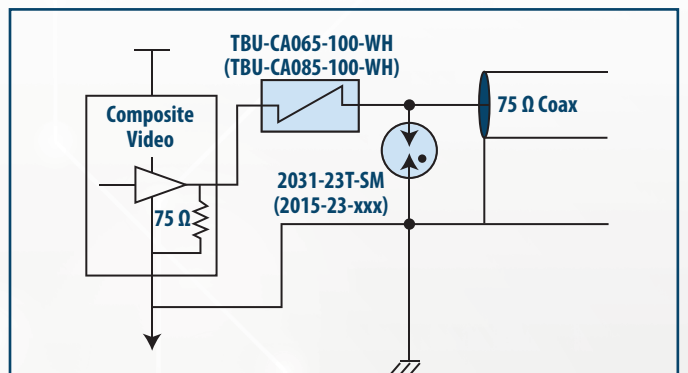 TBU-CA065-100-WH
(TBU-CA085-100-WH)
Composite
Video
75 Ω Coax
2031-23T-SM
(2015-23-xxx)
75 Ω